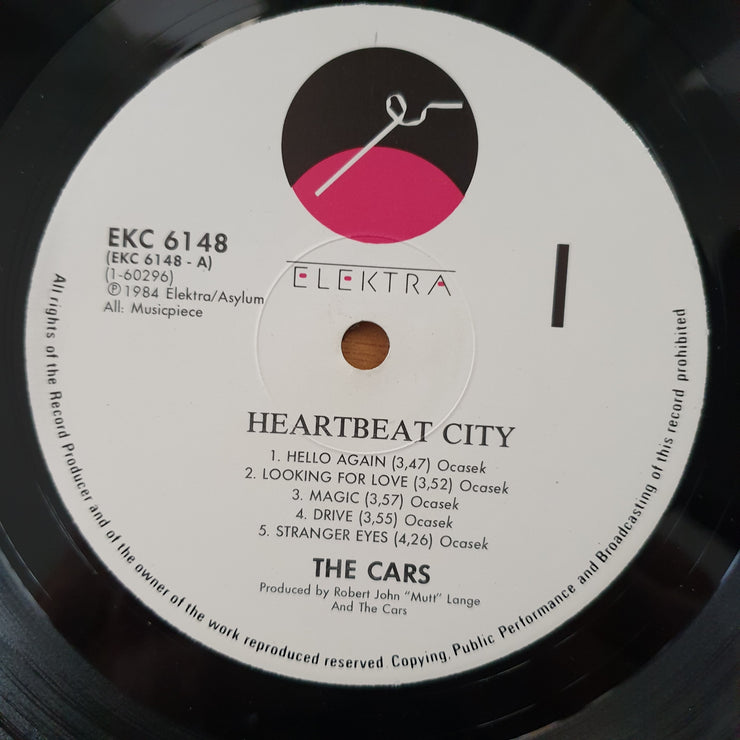 ELEKTRA
EKC 6148
(EKC 6148 - A)
(1-60296)
℗ 1984 Elektra/Asylum
All: Musicpiece
I
HEARTBEAT CITY
1. HELLO AGAIN (3,47) Ocasek
2. LOOKING FOR LOVE (3,52) Ocasek
3. MAGIC (3,57) Ocasek
4. DRIVE (3,55) Ocasek
5. STRANGER EYES (4,26) Ocasek
THE CARS
Produced by Robert John "Mutt" Lange
And The Cars
All rights of the Record Producer and of the owner of the work reproduced reserved. Copying, Public Performance and Broadcasting of this record prohibited